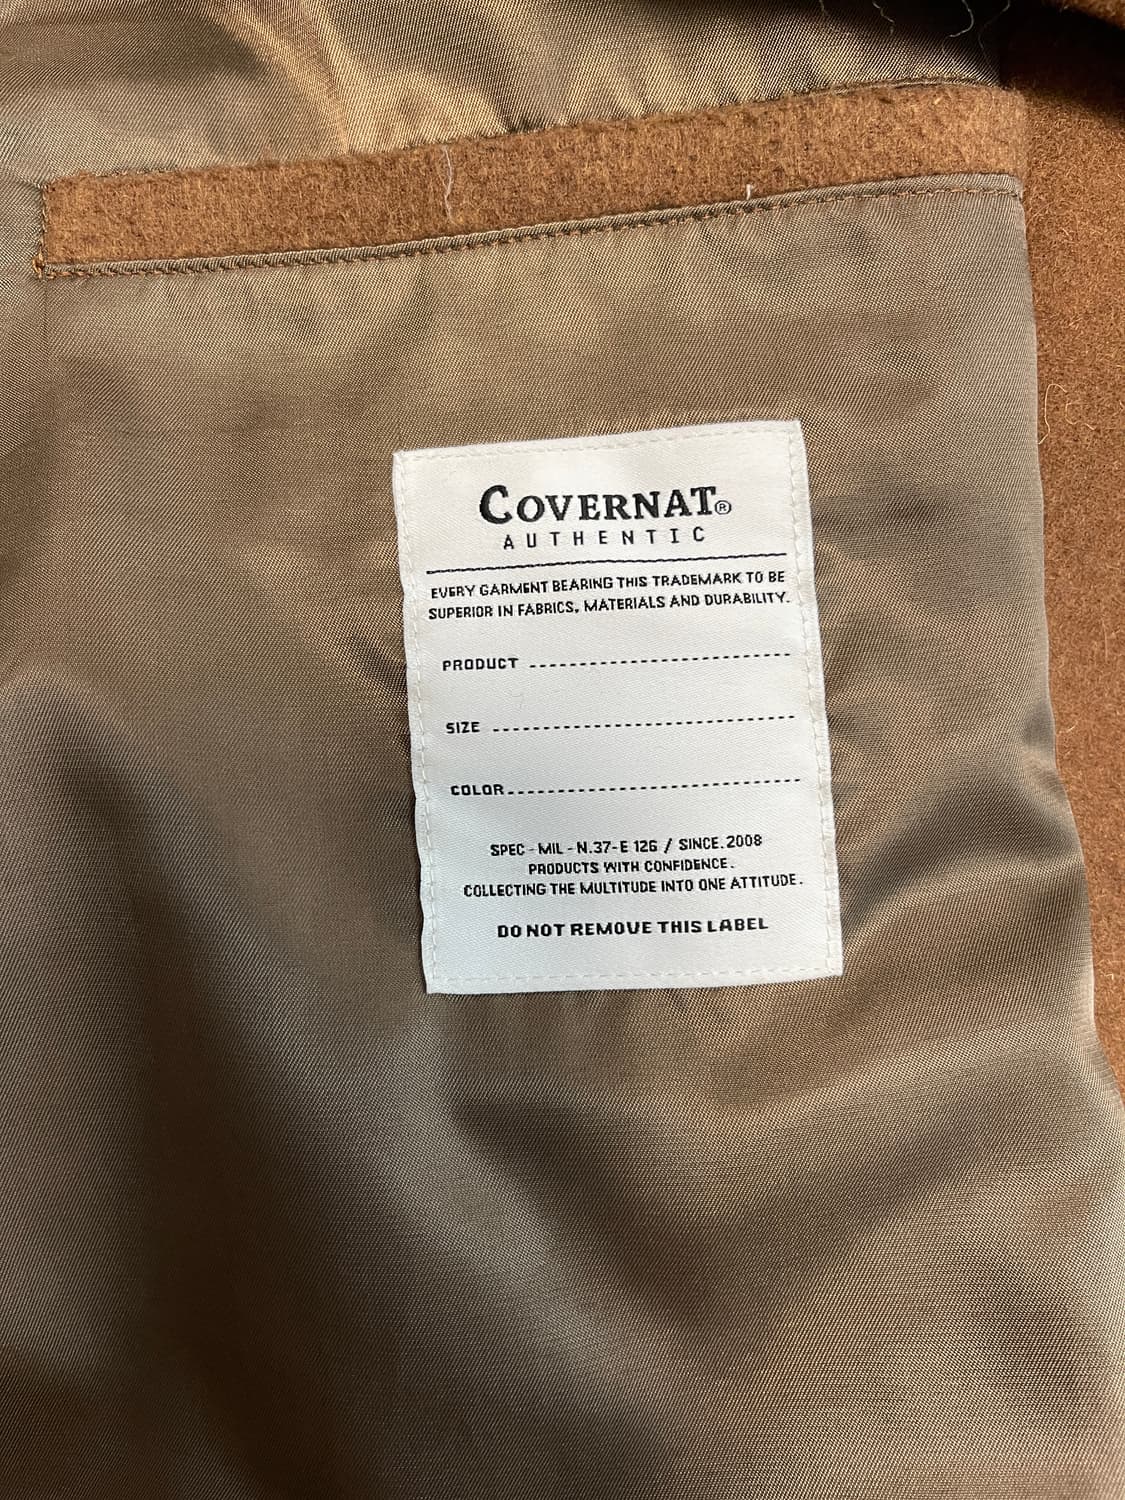 COVERNAT®
AUTHENTIC
EVERY GARMENT BEARING THIS TRADEMARK TO BE
SUPERIOR IN FABRICS, MATERIALS AND DURABILITY.
PRODUCT
SIZE
COLOR
SPEC - MIL - N.37-E 126 / SINCE.2008
PRODUCTS WITH CONFIDENCE.
COLLECTING THE MULTITUDE INTO ONE ATTITUDE.
DO NOT REMOVE THIS LABEL